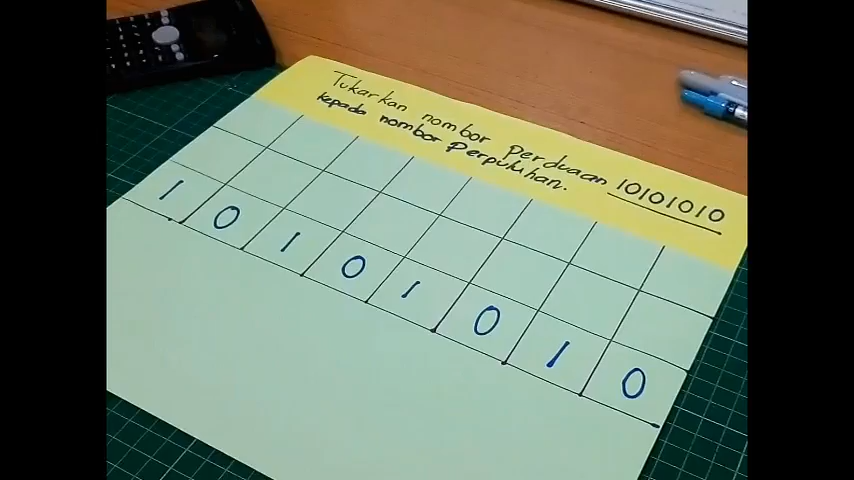 Tukarkan nombor Perduaan 10101010
kepada nombor Perpuluhan.
1 0 1 0 1 0 1 0